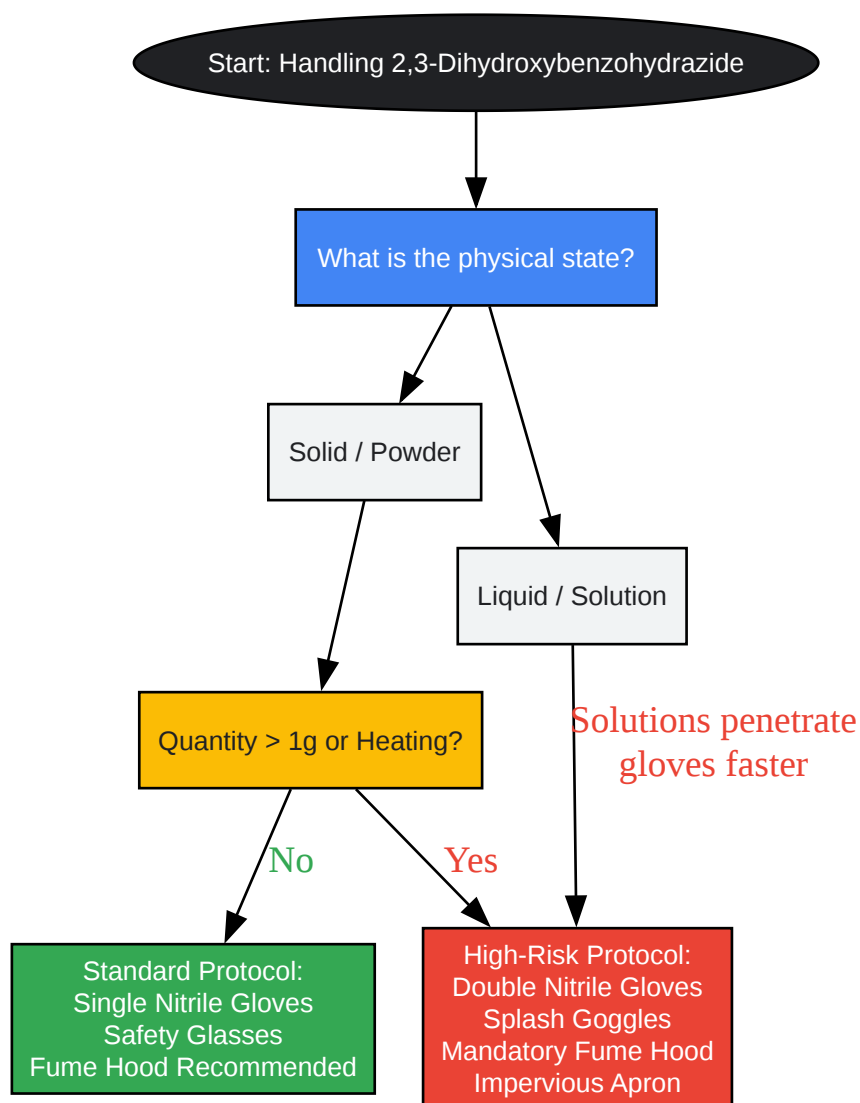 Start: Handling 2,3-Dihydroxybenzohydrazide
What is the physical state?
Solid / Powder
Liquid / Solution
Solutions penetrate
gloves faster
Quantity > 1g or Heating?
No
Yes
Standard Protocol:
Single Nitrile Gloves
Safety Glasses
Fume Hood Recommended
High-Risk Protocol:
Double Nitrile Gloves
Splash Goggles
Mandatory Fume Hood
Impervious Apron